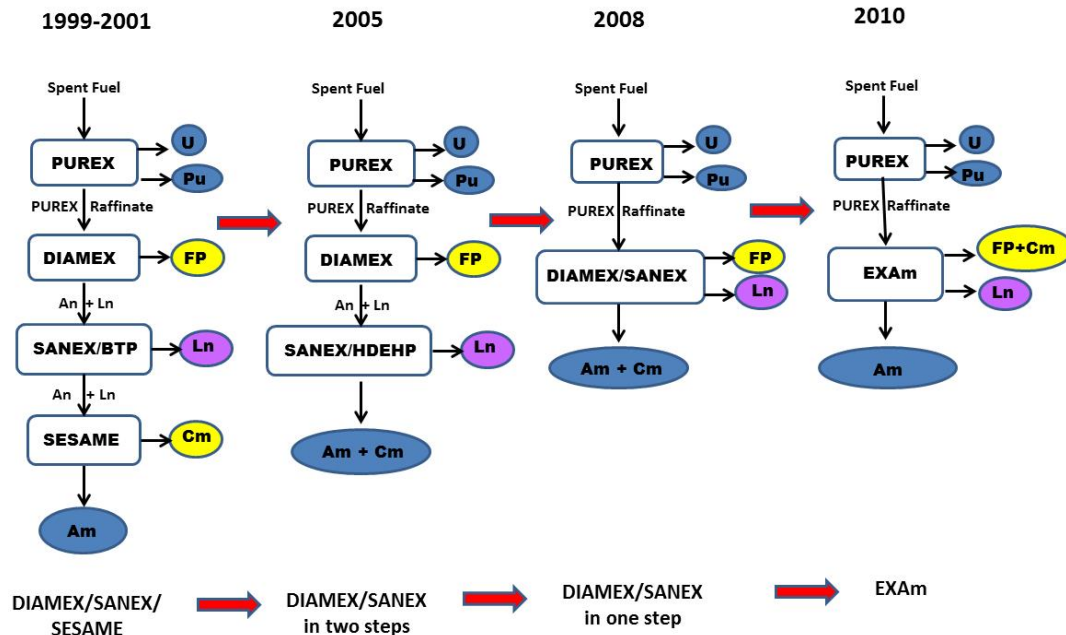 1999-2001
2005
2008
2010
Spent Fuel
PUREX
U
Pu
PUREX Raffinate
DIAMEX
FP
An + Ln
SANEX/BTP
Ln
An + Ln
SESAME
Cm
Am
Spent Fuel
PUREX
U
Pu
PUREX Raffinate
DIAMEX
FP
An + Ln
SANEX/HDEHP
Ln
Am + Cm
Spent Fuel
PUREX
U
Pu
PUREX Raffinate
DIAMEX/SANEX
FP
Ln
Am + Cm
Spent Fuel
PUREX
U
Pu
PUREX Raffinate
EXAm
FP+Cm
Ln
Am
DIAMEX/SANEX/
SESAME
DIAMEX/SANEX
in two steps
DIAMEX/SANEX
in one step
EXAm